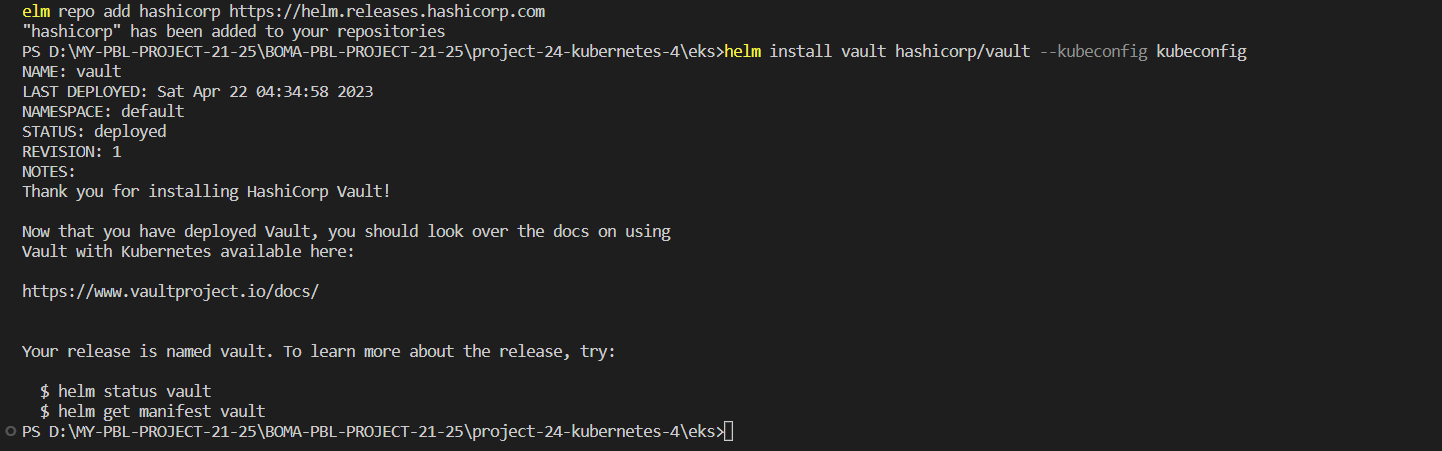 elm repo add hashicorp https://helm.releases.hashicorp.com
"hashicorp" has been added to your repositories
PS D:\MY-PBL-PROJECT-21-25\BOMA-PBL-PROJECT-21-25\project-24-kubernetes-4\eks>helm install vault hashicorp/vault --kubeconfig kubeconfig
NAME: vault
LAST DEPLOYED: Sat Apr 22 04:34:58 2023
NAMESPACE: default
STATUS: deployed
REVISION: 1
NOTES:
Thank you for installing HashiCorp Vault!
Now that you have deployed Vault, you should look over the docs on using
Vault with Kubernetes available here:
https://www.vaultproject.io/docs/
Your release is named vault. To learn more about the release, try:
$ helm status vault
$ helm get manifest vault
PS D:\MY-PBL-PROJECT-21-25\BOMA-PBL-PROJECT-21-25\project-24-kubernetes-4\eks>